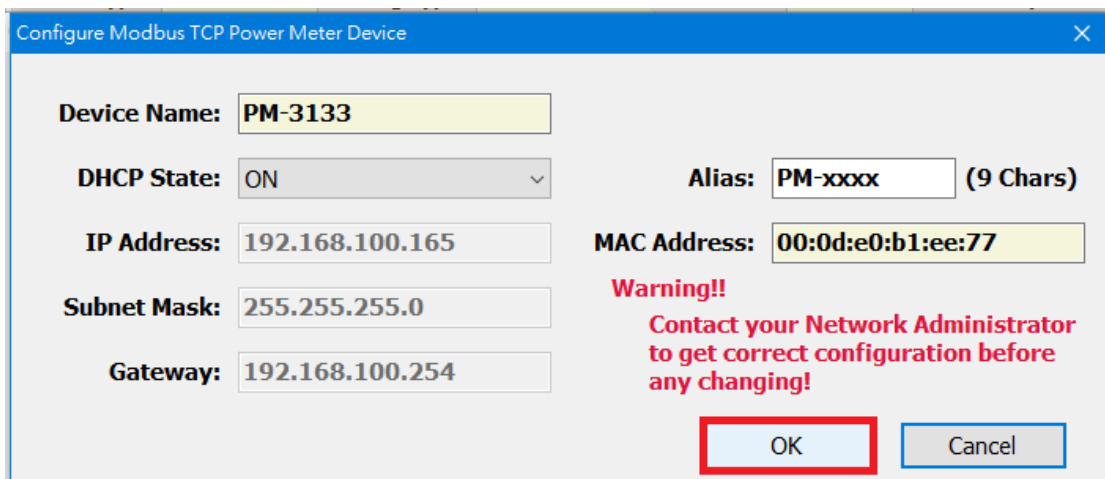 Configure Modbus TCP Power Meter Device
Device Name: PM-3133
DHCP State: ON
Alias: PM-xxxx (9 Chars)
IP Address: 192.168.100.165
MAC Address: 00:0d:e0:b1:ee:77
Subnet Mask: 255.255.255.0
Gateway: 192.168.100.254
Warning!!
Contact your Network Administrator
to get correct configuration before
any changing!
OK
Cancel